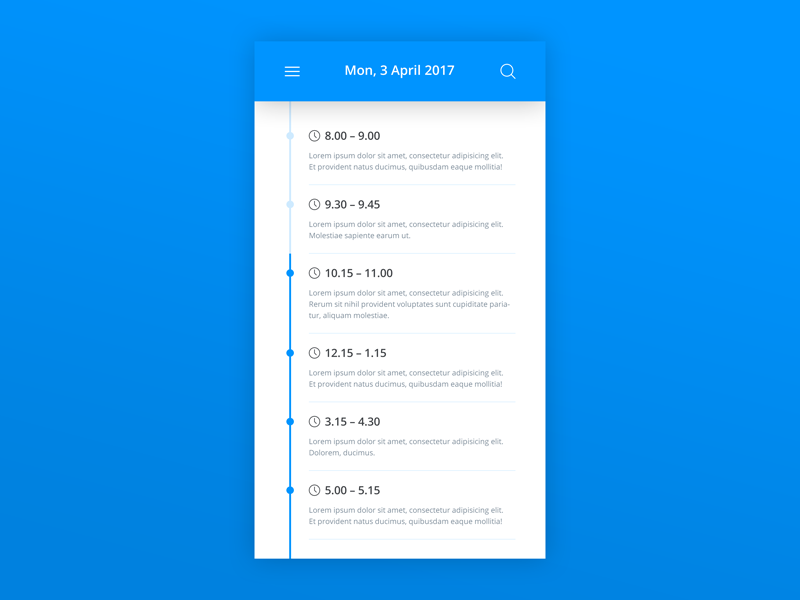 Mon, 3 April 2017
8.00 – 9.00
Lorem ipsum dolor sit amet, consectetur adipisicing elit.
Et provident natus ducimus, quibusdam eaque mollitia!
9.30 – 9.45
Lorem ipsum dolor sit amet, consectetur adipisicing elit.
Molestiae sapiente earum ut.
10.15 – 11.00
Lorem ipsum dolor sit amet, consectetur adipisicing elit.
Rerum sit nihil provident voluptates sunt cupiditate paria-
tur, aliquam molestiae.
12.15 – 1.15
Lorem ipsum dolor sit amet, consectetur adipisicing elit.
Et provident natus ducimus, quibusdam eaque mollitia!
3.15 – 4.30
Lorem ipsum dolor sit amet, consectetur adipisicing elit.
Dolorem, ducimus.
5.00 – 5.15
Lorem ipsum dolor sit amet, consectetur adipisicing elit.
Et provident natus ducimus, quibusdam eaque mollitia!